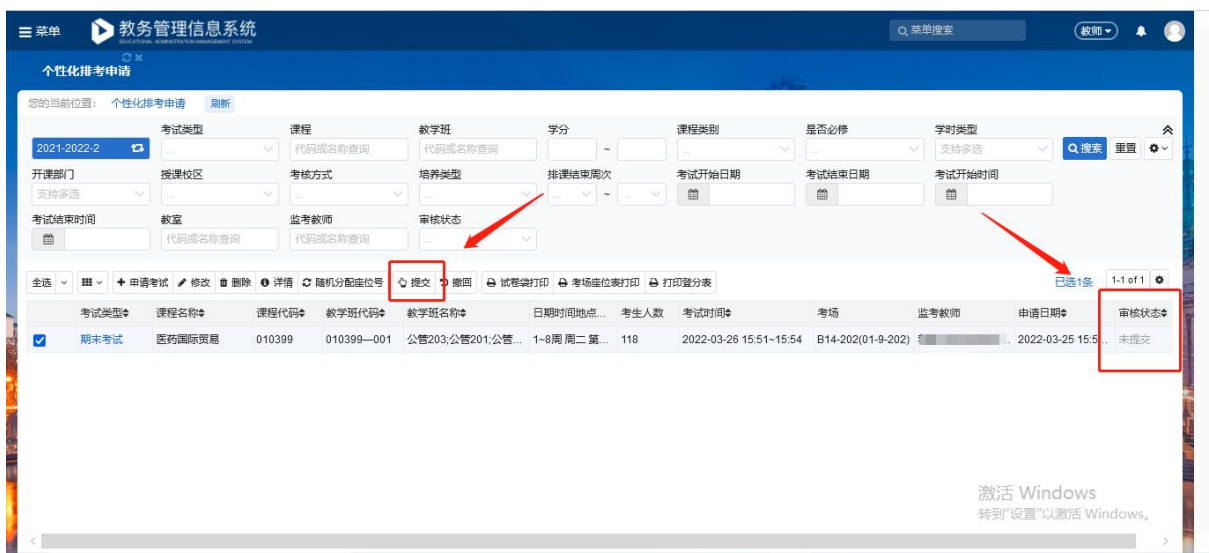 菜单 教务管理信息系统 菜单搜索 教师
EDUCATIONAL ADMINISTRATION MANAGEMENT SYSTEM
个性化排考申请
您的当前位置: 个性化排考申请 刷新
考试类型 课程 教学班 学分 课程类别 是否必修 学时类型
2021-2022-2 ... 代码或名称查询 代码或名称查询 ~ ... ... 支持多选 搜索 重置
开课部门 授课校区 考核方式 培养类型 排课结束周次 考试开始日期 考试结束日期 考试开始时间
支持多选 ... ... ... ... ~ ...
考试结束时间 教室 监考教师 审核状态
代码或名称查询 代码或名称查询 ...
全选 申请考试 修改 删除 详情 随机分配座位号 提交 撤回 试卷袋打印 考场座位表打印 打印登分表 已选1条 1-1 of 1
考试类型 课程名称 课程代码 教学班代码 教学班名称 日期时间地点... 考生人数 考试时间 考场 监考教师 申请日期 审核状态
期末考试 医药国际贸易 010399 010399—001 公管203;公管201;公管... 1~8周 周二 第... 118 2022-03-26 15:51~15:54 B14-202(01-9-202) 2022-03-25 15:5... 未提交
激活 Windows
转到"设置"以激活 Windows。